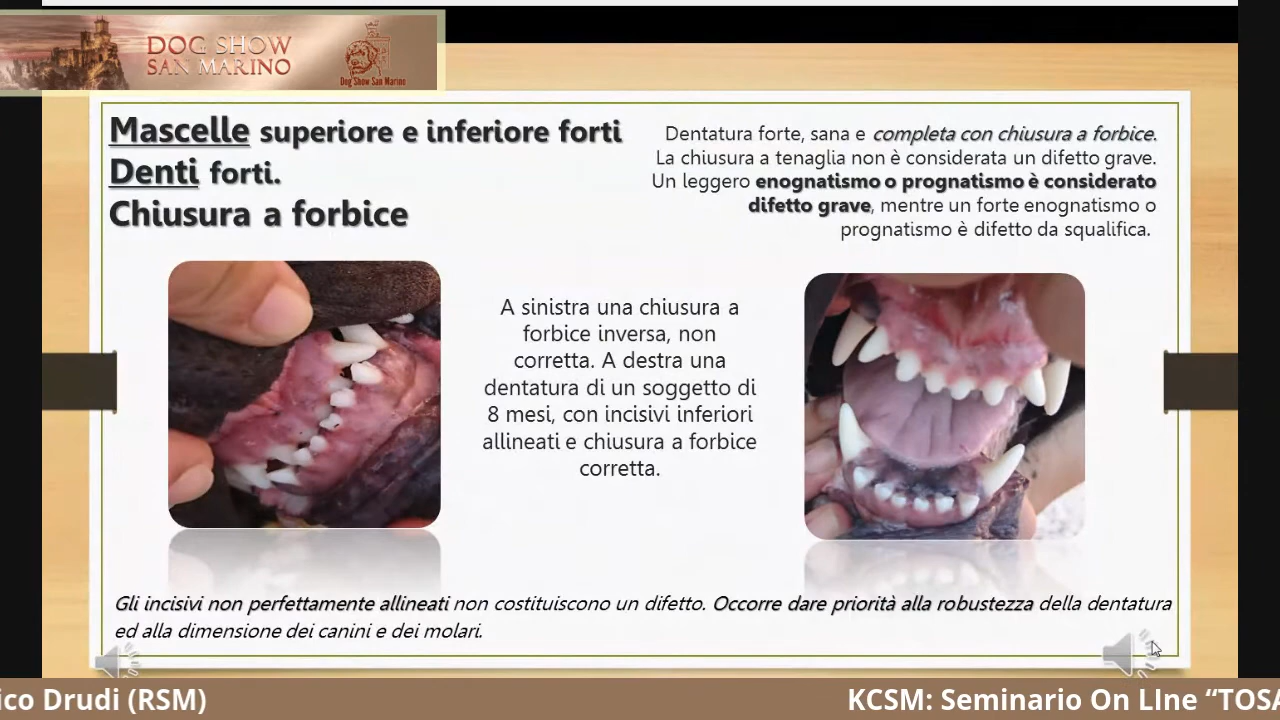 DOG SHOW
SAN MARINO
Dog Show San Marino
Mascelle superiore e inferiore forti
Denti forti.
Chiusura a forbice
Dentatura forte, sana e completa con chiusura a forbice.
La chiusura a tenaglia non è considerata un difetto grave.
Un leggero enognatismo o prognatismo è considerato
difetto grave, mentre un forte enognatismo o
prognatismo è difetto da squalifica.
A sinistra una chiusura a
forbice inversa, non
corretta. A destra una
dentatura di un soggetto di
8 mesi, con incisivi inferiori
allineati e chiusura a forbice
corretta.
Gli incisivi non perfettamente allineati non costituiscono un difetto. Occorre dare priorità alla robustezza della dentatura
ed alla dimensione dei canini e dei molari.
ico Drudi (RSM)
KCSM: Seminario On LIne “TOSA